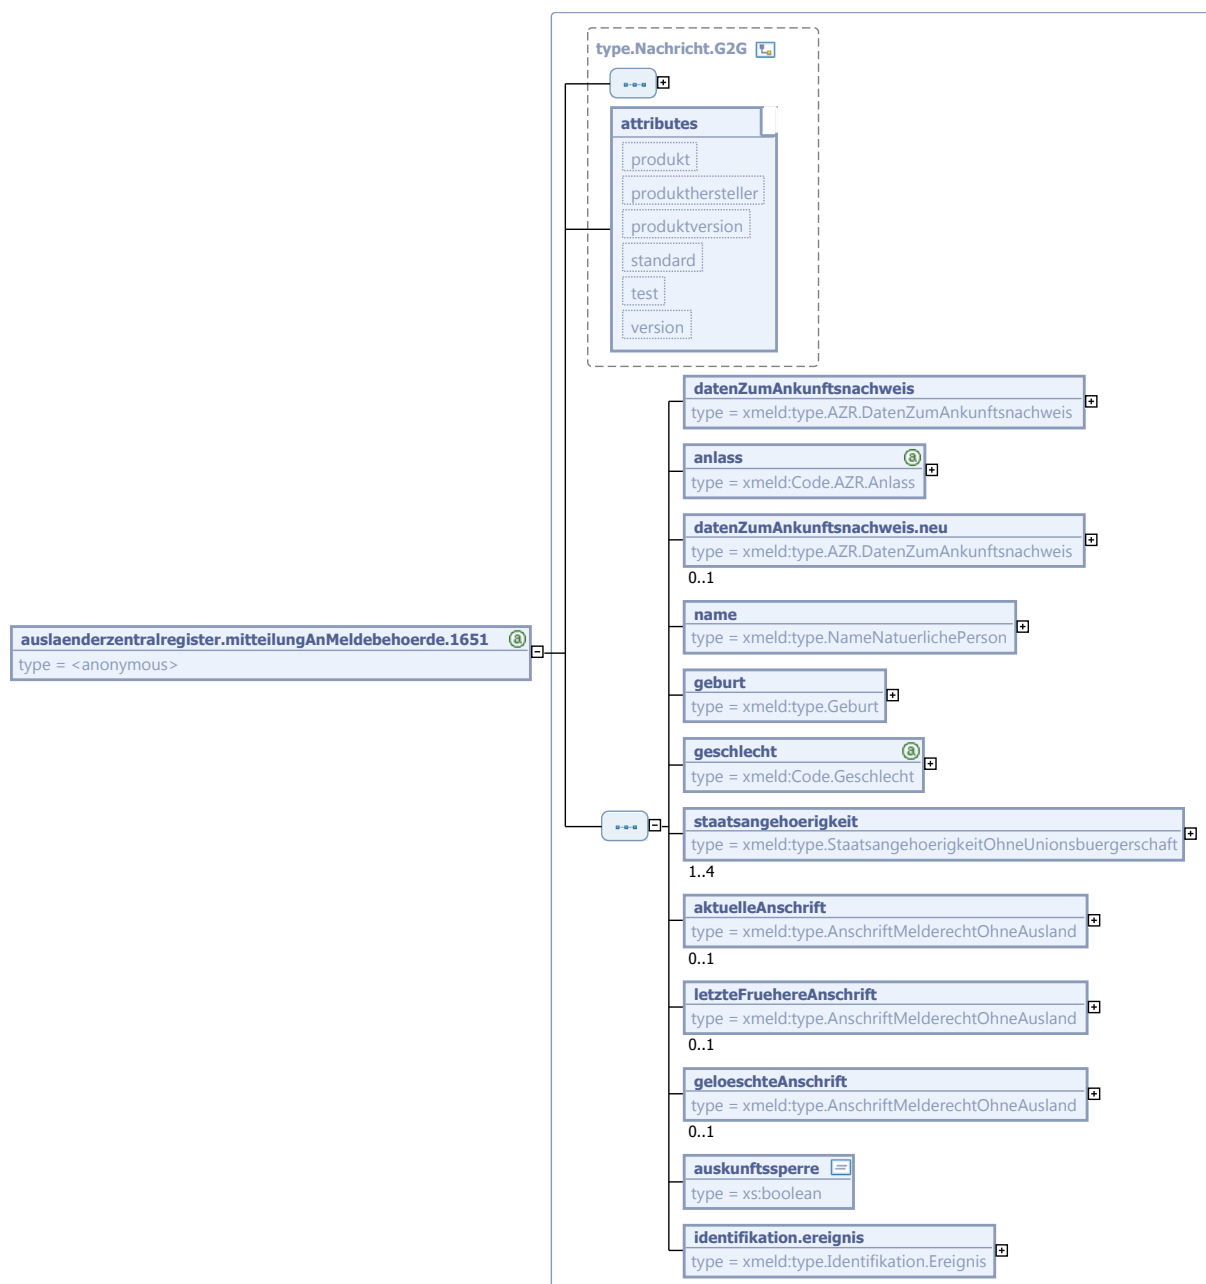 type.Nachricht.G2G
attributes
produkt
produkthersteller
produktversion
standard
test
version
datenZumAnkunftsnachweis
type = xmeld:type.AZR.DatenZumAnkunftsnachweis
anlass
type = xmeld:Code.AZR.Anlass
datenZumAnkunftsnachweis.neu
type = xmeld:type.AZR.DatenZumAnkunftsnachweis
0..1
name
type = xmeld:type.NameNatuerlichePerson
auslaenderzentralregister.mitteilungAnMeldebehoerde.1651
type = <anonymous>
geburt
type = xmeld:type.Geburt
geschlecht
type = xmeld:Code.Geschlecht
staatsangehoerigkeit
type = xmeld:type.StaatsangehoerigkeitOhneUnionsbuergerschaft
1..4
aktuelleAnschrift
type = xmeld:type.AnschriftMelderechtOhneAusland
0..1
letzteFruehereAnschrift
type = xmeld:type.AnschriftMelderechtOhneAusland
0..1
geloeschteAnschrift
type = xmeld:type.AnschriftMelderechtOhneAusland
0..1
auskunftssperre
type = xs:boolean
identifikation.ereignis
type = xmeld:type.Identifikation.Ereignis